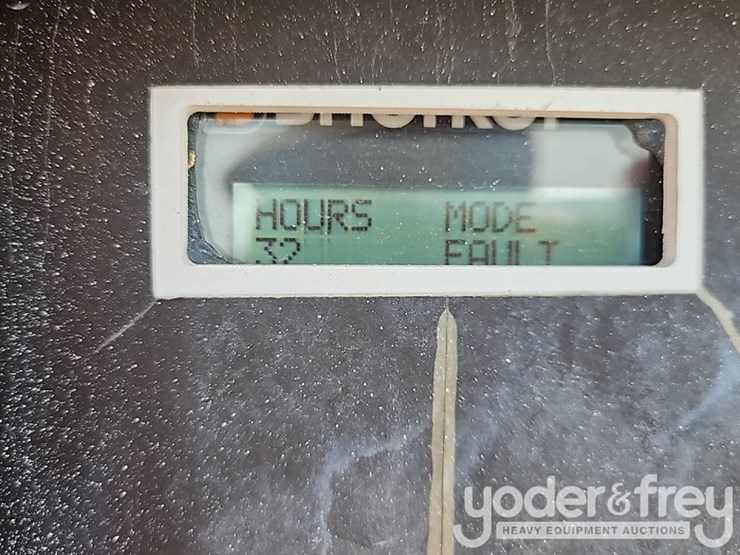 HOURS MODE
32 FAULT
yoder&frey
HEAVY EQUIPMENT AUCTIONS